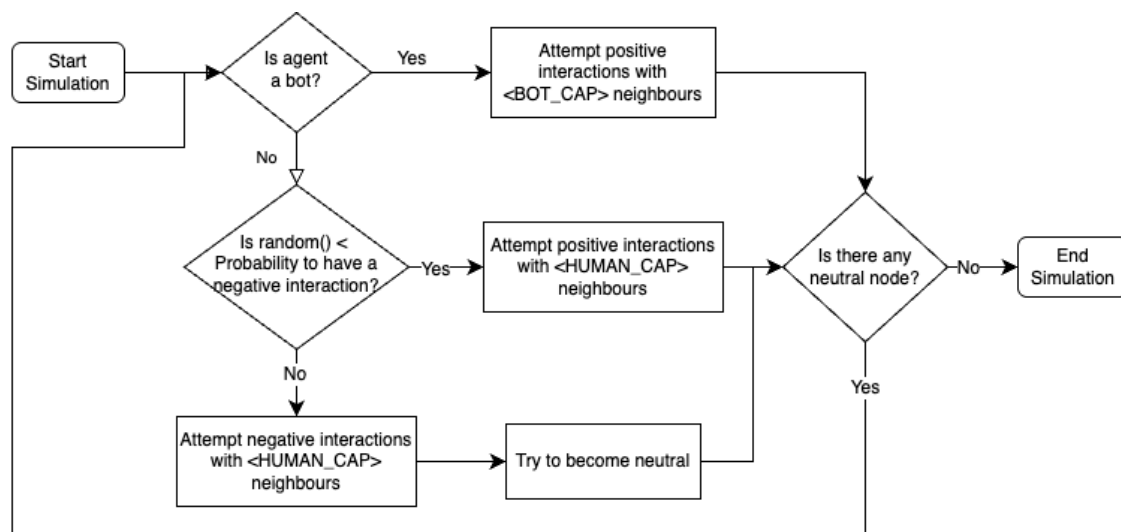 Start
Simulation
Is agent
a bot?
Yes
Attempt positive
interactions with
<BOT_CAP> neighbours
No
Is random() <
Probability to have a
negative interaction?
Yes
Attempt positive interactions
with <HUMAN_CAP>
neighbours
Is there any
neutral node?
No
End
Simulation
No
Yes
Attempt negative interactions
with <HUMAN_CAP>
neighbours
Try to become neutral